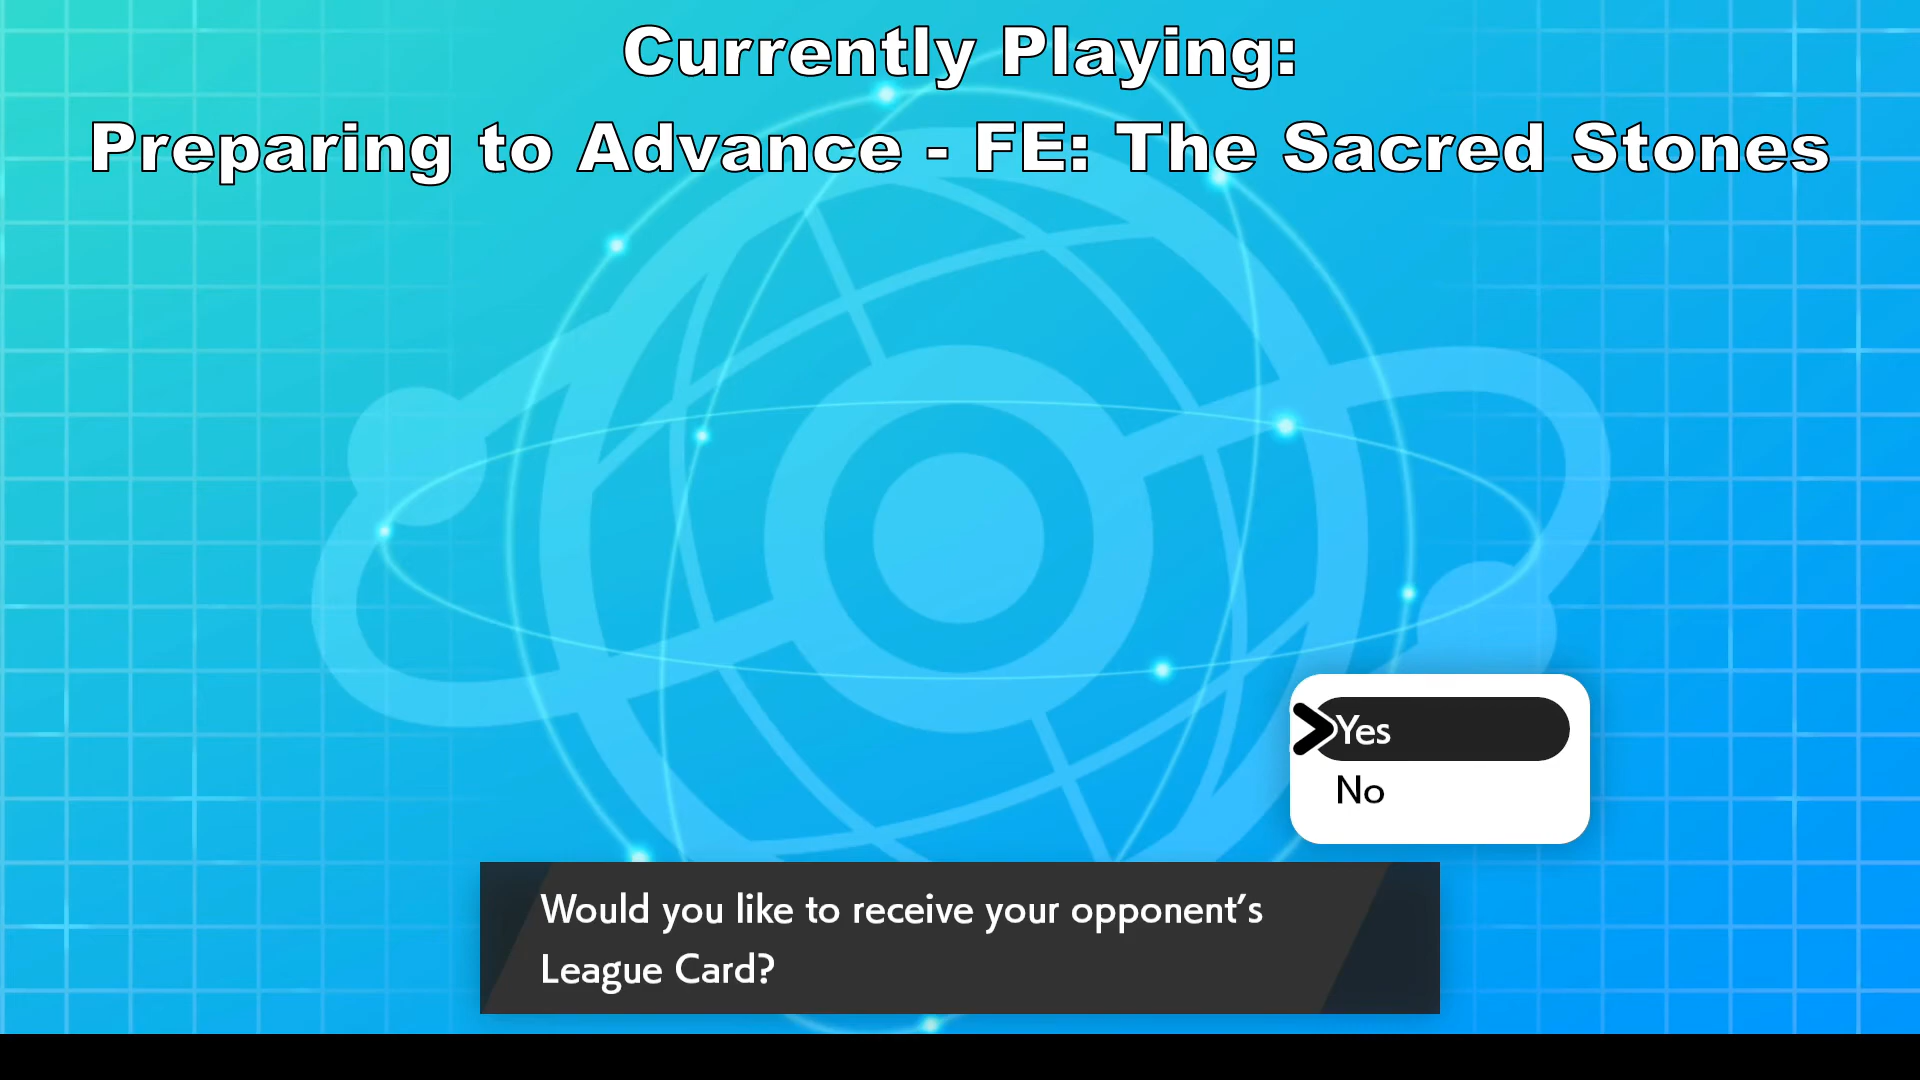 Currently Playing:
Preparing to Advance - FE: The Sacred Stones
Yes
No
Would you like to receive your opponent's
League Card?